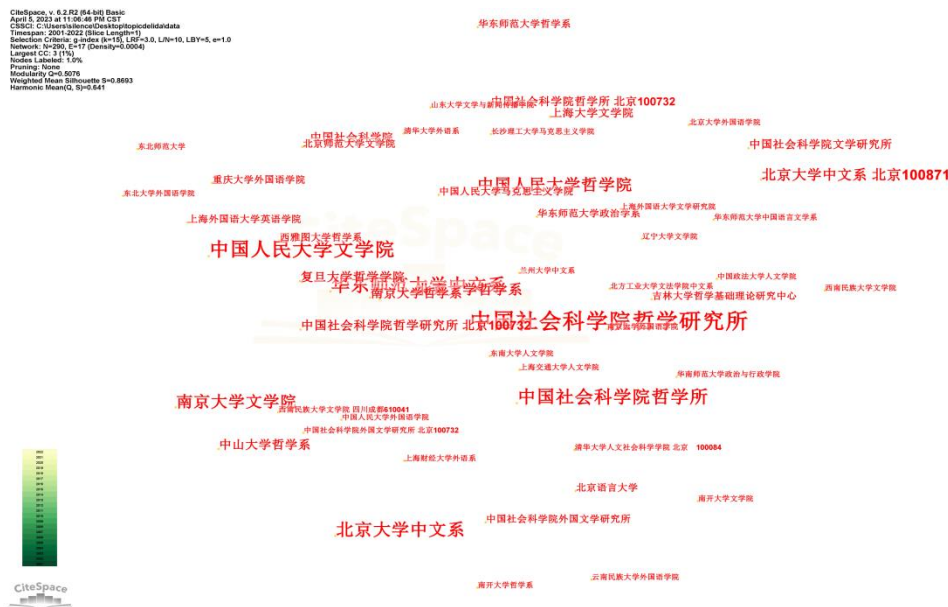 CiteSpace, v. 6.2.R2 (64-bit) Basic
April 5, 2023 at 11:06:46 PM CST
CSSCI: C:\Users\silence\Desktop\topicdelida\data
Timespan: 2001-2022 (Slice Length=1)
Selection Criteria: g-index (k=15), LRF=3.0, L/N=10, LBY=5, e=1.0
Network: N=290, E=17 (Density=0.0004)
Largest CC: 3 (1%)
Nodes Labeled: 1.0%
Pruning: None
Modularity Q=0.5076
Weighted Mean Silhouette S=0.8693
Harmonic Mean(Q, S)=0.641
华东师范大学哲学系
中国社会科学院哲学所 北京100732
山东大学文学与新闻传播学院
上海大学文学院
北京大学外国语学院
清华大学外语系
长沙理工大学马克思主义学院
中国社会科学院
北京师范大学文学院
东北师范大学
中国社会科学院文学研究所
北京大学中文系 北京100871
重庆大学外国语学院
中国人民大学哲学院
中国人民大学马克思主义学院
东北大学外国语学院
上海外国语大学文学研究院
华东师范大学政治学系
华东师范大学中国语言文学系
上海外国语大学英语学院
西雅图大学哲学系
辽宁大学文学院
CiteSpace
中国人民大学文学院
兰州大学中文系
复旦大学哲学学院
中国政法大学人文学院
华东师范大学中文系
南京大学哲学系
哲学系
北方工业大学文法学院中文系
西南民族大学文学院
吉林大学哲学基础理论研究中心
中国社会科学院哲学研究所
中国社会科学院哲学研究所 北京100732
东南大学人文学院
上海交通大学人文学院
华南师范大学政治与行政学院
中国社会科学院哲学所
南京大学文学院
西南民族大学文学院 四川成都610041
中国人民大学外国语学院
中国社会科学院外国文学研究所 北京100732
中山大学哲学系
清华大学人文社会科学学院 北京 100084
上海财经大学外语系
北京语言大学
南开大学文学院
中国社会科学院外国文学研究所
北京大学中文系
云南民族大学外国语学院
南开大学哲学系
CiteSpace